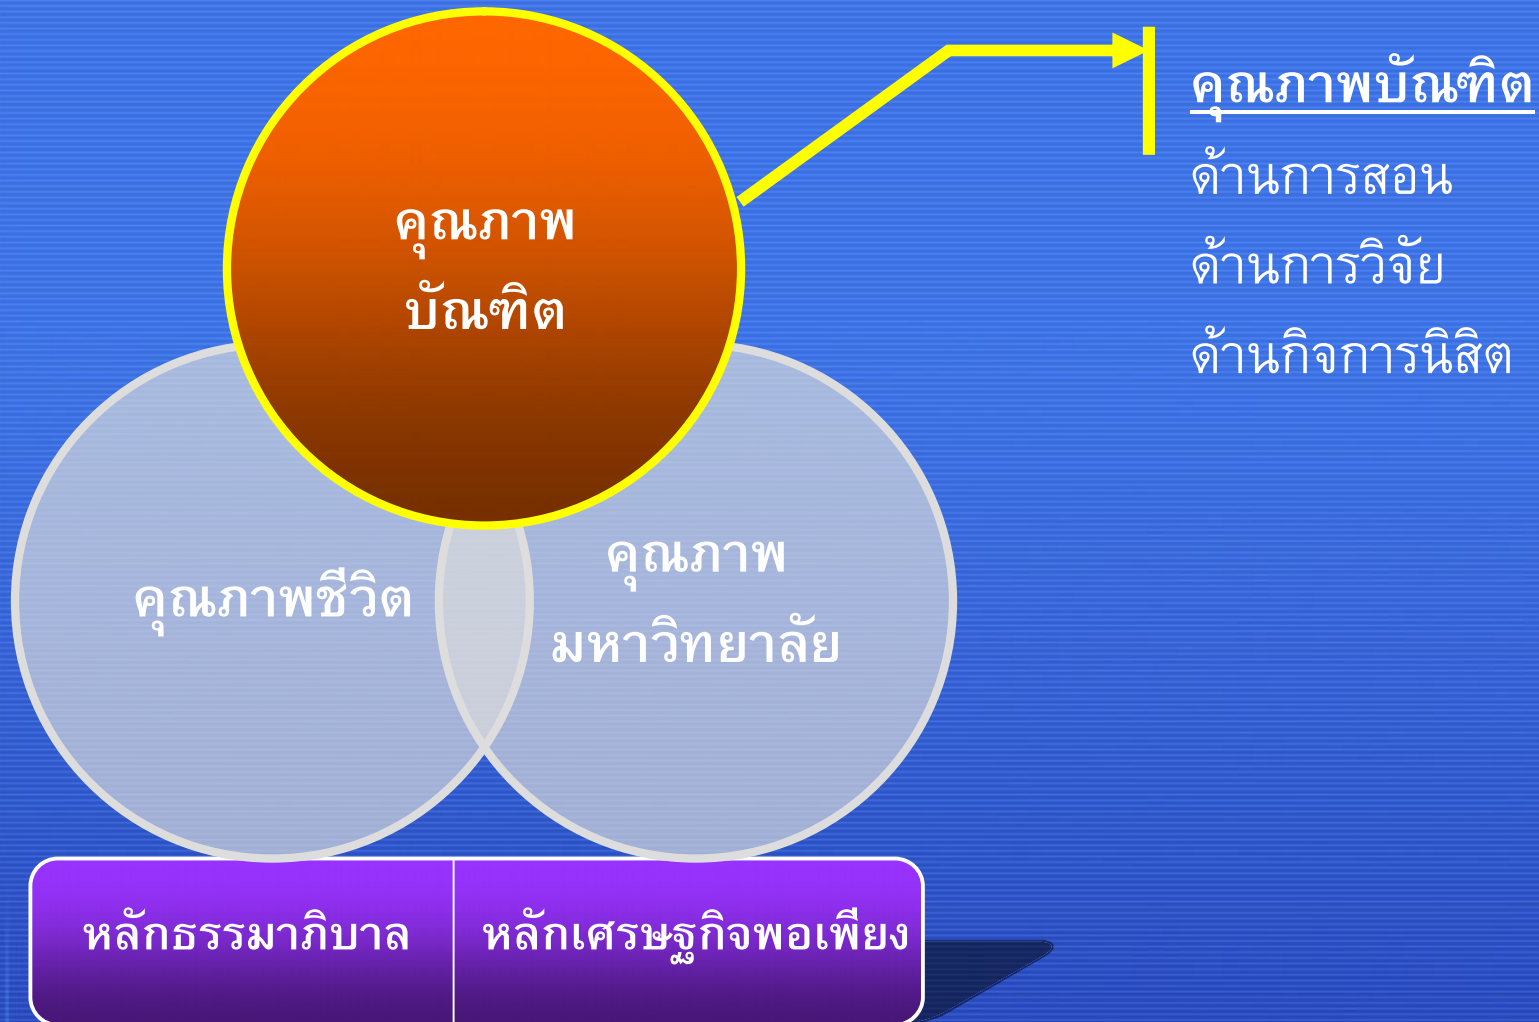 คุณภาพ
บัณฑิต
คุณภาพบัณฑิต
ด้านการสอน
ด้านการวิจัย
ด้านกิจการนิสิต
คุณภาพชีวิต
คุณภาพ
มหาวิทยาลัย
หลักธรรมาภิบาล
หลักเศรษฐกิจพอเพียง